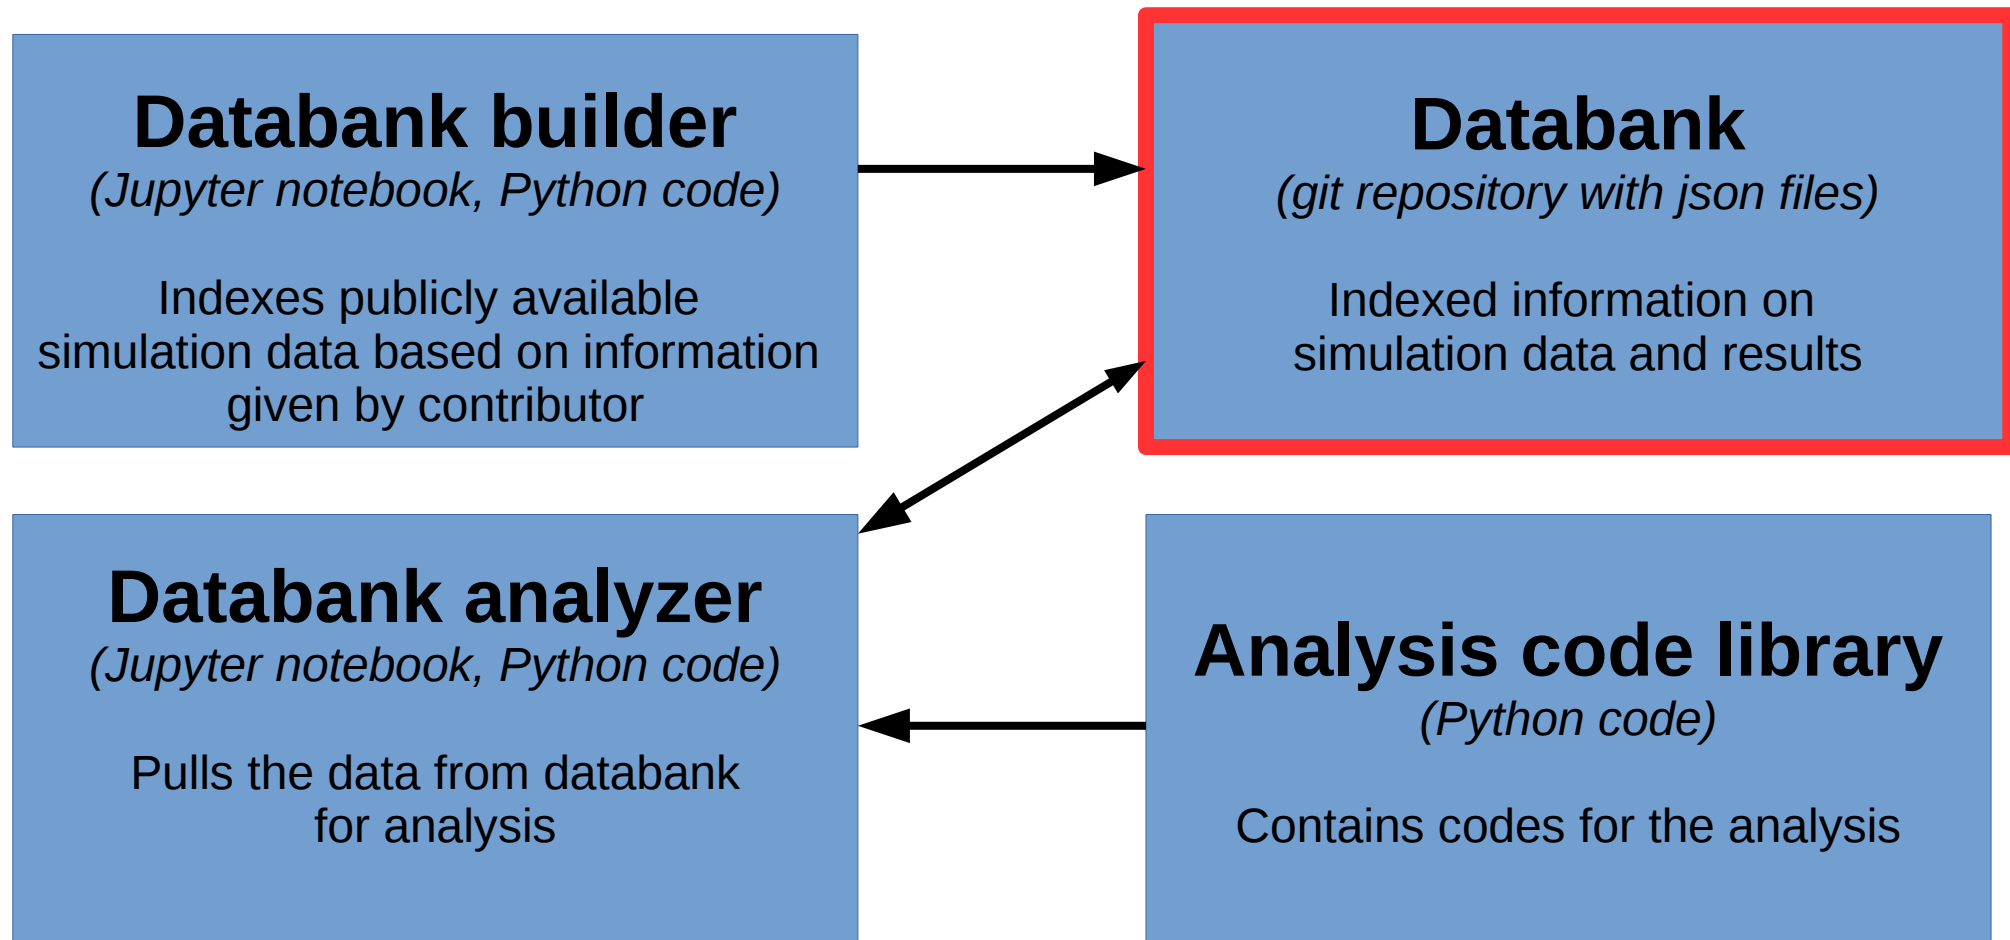 Databank builder
(Jupyter notebook, Python code)
Indexes publicly available
simulation data based on information
given by contributor
Databank
(git repository with json files)
Indexed information on
simulation data and results
Databank analyzer
(Jupyter notebook, Python code)
Pulls the data from databank
for analysis
Analysis code library
(Python code)
Contains codes for the analysis